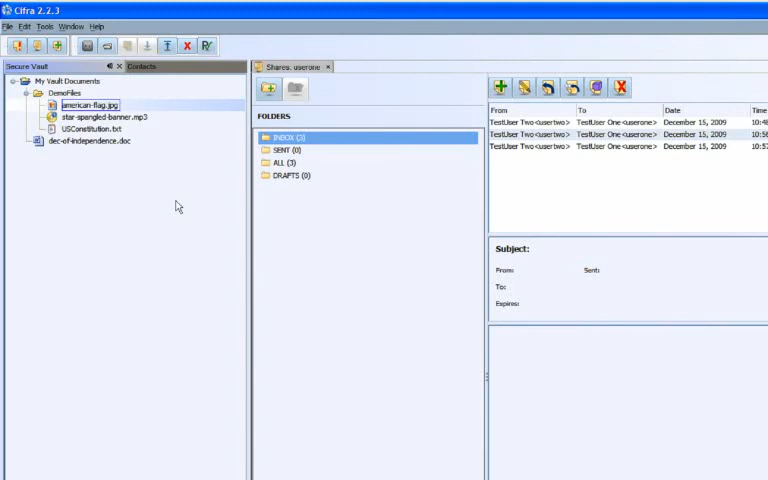 Cifra 2.2.3
File Edit Tools Window Help
Secure Vault
Contacts
My Vault Documents
DemoFiles
american-flag.jpg
star-spangled-banner.mp3
USConstitution.txt
dec-of-independence.doc
Shares: userone
FOLDERS
INBOX (3)
SENT (0)
ALL (3)
DRAFTS (0)
From To Date Time
TestUser Two<usertwo> TestUser One<userone> December 15, 2009 10:48
TestUser Two<usertwo> TestUser One<userone> December 15, 2009 10:56
TestUser Two<usertwo> TestUser One<userone> December 15, 2009 10:57
Subject:
From: Sent:
To:
Expires: